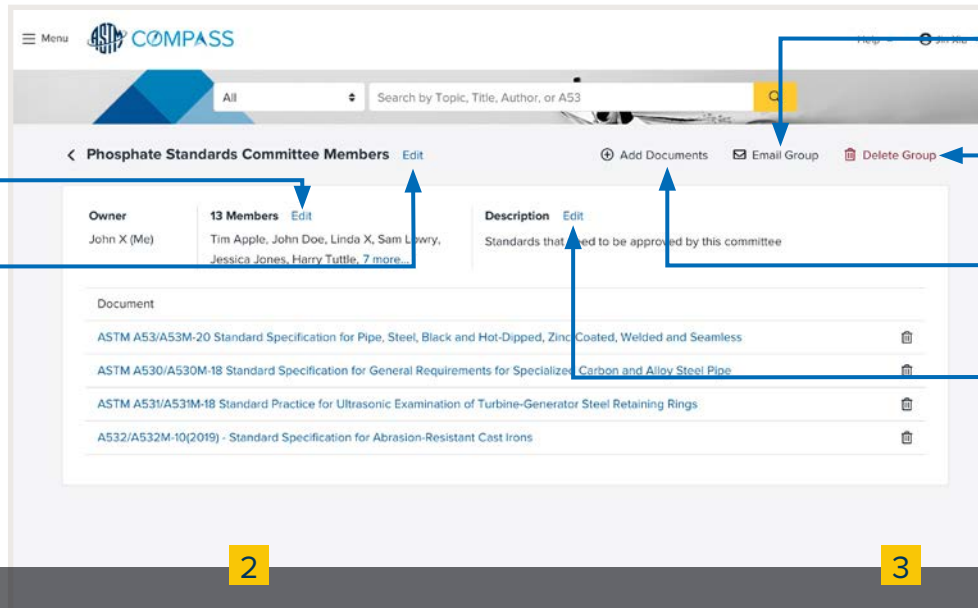 Menu
ASTM COMPASS
Help
Jin Xiu
All
Search by Topic, Title, Author, or A53
Phosphate Standards Committee Members Edit
Add Documents
Email Group
Delete Group
Owner
John X (Me)
13 Members Edit
Tim Apple, John Doe, Linda X, Sam Lowry,
Jessica Jones, Harry Tuttle, 7 more...
Description Edit
Standards that need to be approved by this committee
Document
ASTM A53/A53M-20 Standard Specification for Pipe, Steel, Black and Hot-Dipped, Zinc-Coated, Welded and Seamless
ASTM A530/A530M-18 Standard Specification for General Requirements for Specialized Carbon and Alloy Steel Pipe
ASTM A531/A531M-18 Standard Practice for Ultrasonic Examination of Turbine-Generator Steel Retaining Rings
A532/A532M-10(2019) - Standard Specification for Abrasion-Resistant Cast Irons
2
3